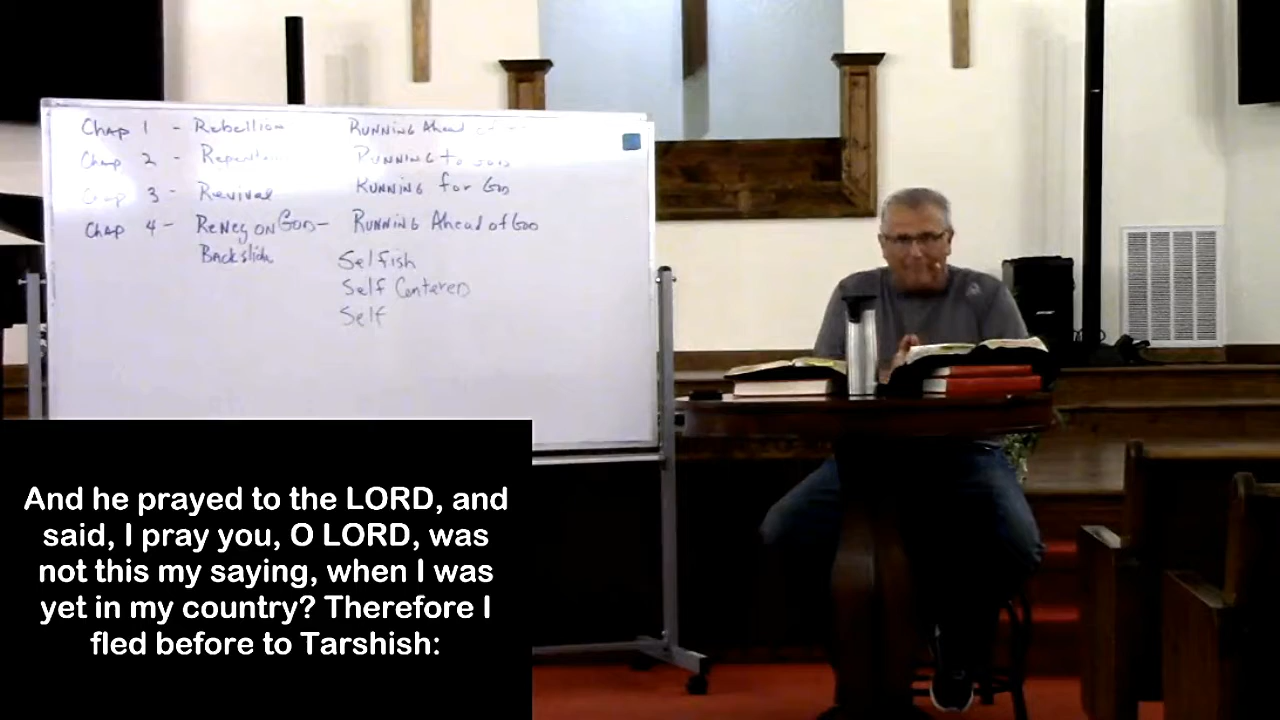 Chap 1 - Rebellion Running Ahead of
Chap 2 - Running to God
Chap 3 - Revival Running for God
Chap 4 - Reneg on God - Running Ahead of God
Backslide Selfish
Self Centered
Self
And he prayed to the LORD, and
said, I pray you, O LORD, was
not this my saying, when I was
yet in my country? Therefore I
fled before to Tarshish: